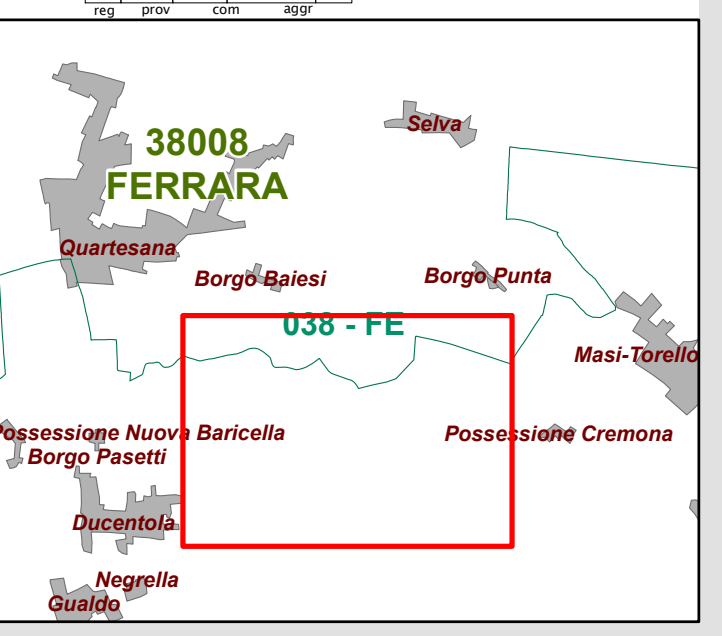 reg prov com aggr
Selva
38008
FERRARA
Quartesana
Borgo Baiesi
Borgo Punta
038 - FE
Masi-Torello
Possessione Nuova Baricella
Possessione Cremona
Borgo Pasetti
Ducentola
Negrella
Gualdo